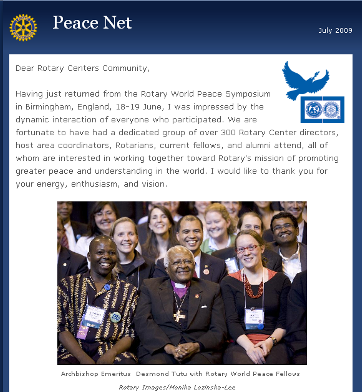 Peace Net
July 2009
Dear Rotary Centers Community,
Having just returned from the Rotary World Peace Symposium
in Birmingham, England, 18-19 June, I was impressed by the
dynamic interaction of everyone who participated. We are
fortunate to have had a dedicated group of over 300 Rotary Center directors,
host area coordinators, Rotarians, current fellows, and alumni attend, all of
whom are interested in working together toward Rotary's mission of promoting
greater peace and understanding in the world. I would like to thank you for
your energy, enthusiasm, and vision.
Archbishop Emeritus Desmond Tutu with Rotary World Peace Fellows
Rotary Images/Monika Lozinska-Lee